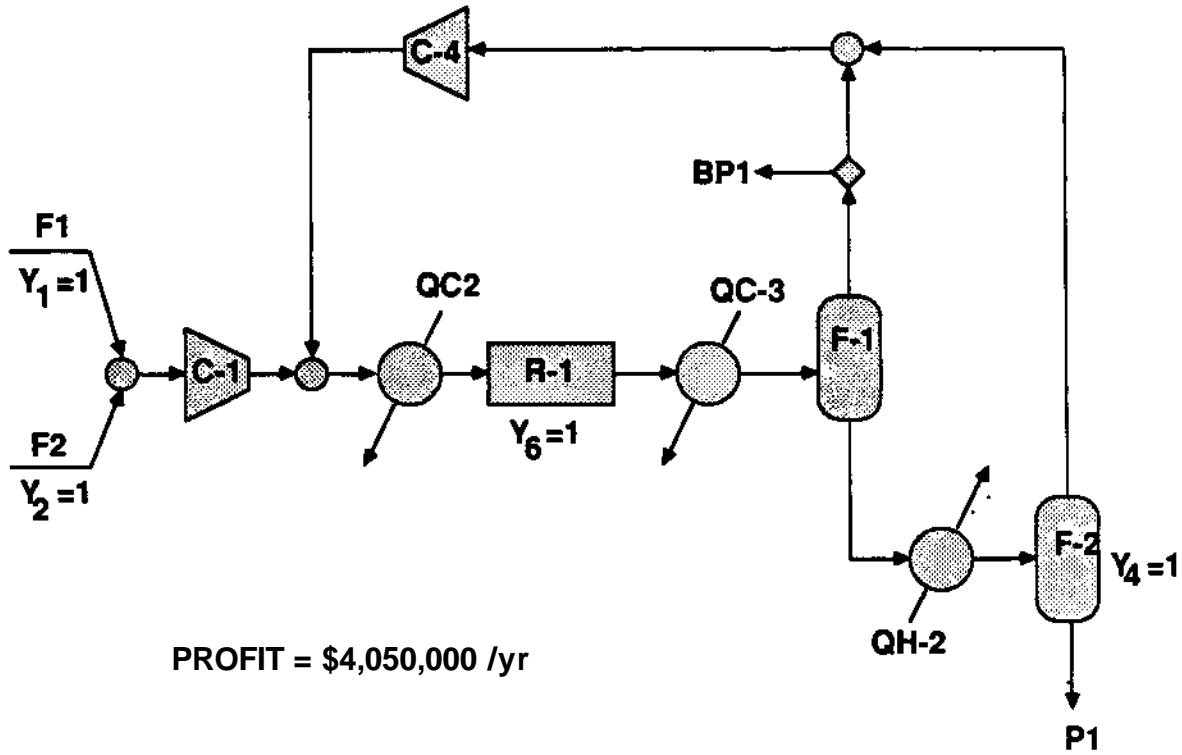 C-4
BP1
F1
Y1=1
QC2
QC-3
F-1
C-1
R-1
F2
Y6=1
Y2=1
F-2
Y4=1
QH-2
PROFIT = $4,050,000 /yr
P1